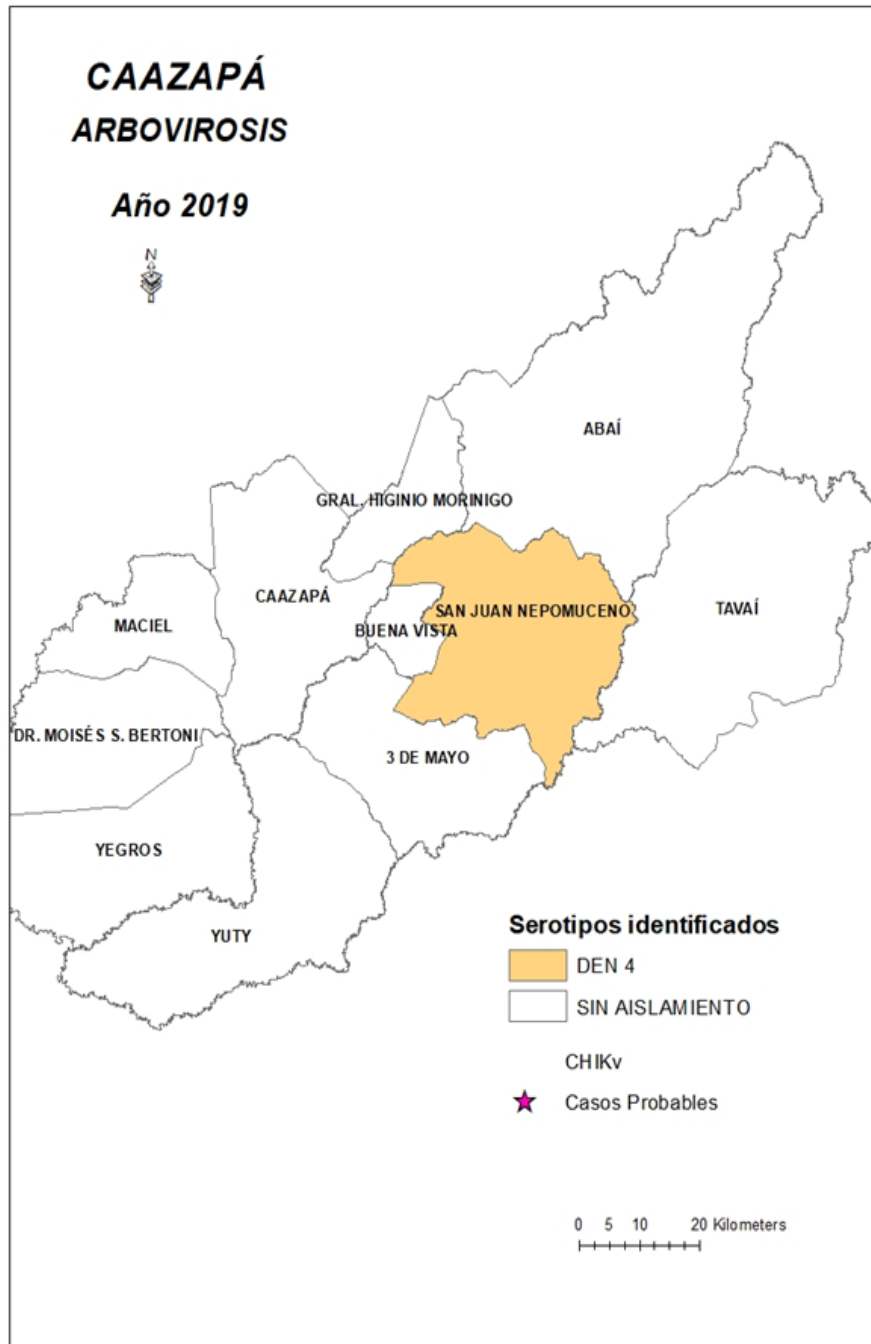 CAAZAPÁ
ARBOVIROSIS
Año 2019
N
ABAÍ
GRAL. HIGINIO MORINIGO
CAAZAPÁ
SAN JUAN NEPOMUCENO
TAVAÍ
MACIEL
BUENA VISTA
DR. MOISÉS S. BERTONI
3 DE MAYO
YEGROS
YUTY
Serotipos identificados
DEN 4
SIN AISLAMIENTO
CHIKv
Casos Probables
0 5 10 20 Kilometers